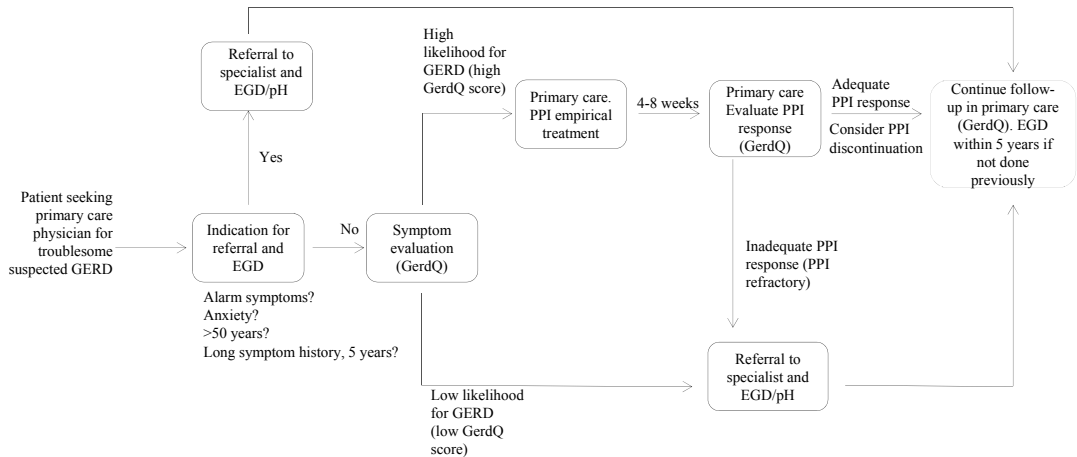 Patient seeking
primary care
physician for
troublesome
suspected GERD
Indication for
referral and
EGD
Alarm symptoms?
Anxiety?
>50 years?
Long symptom history, 5 years?
Yes
Referral to
specialist and
EGD/pH
No
Symptom
evaluation
(GerdQ)
High
likelihood for
GERD (high
GerdQ score)
Primary care.
PPI empirical
treatment
4-8 weeks
Primary care
Evaluate PPI
response
(GerdQ)
Adequate
PPI response
Consider PPI
discontinuation
Continue follow-
up in primary care
(GerdQ). EGD
within 5 years if
not done
previously
Inadequate PPI
response (PPI
refractory)
Low likelihood
for GERD
(low GerdQ
score)
Referral to
specialist and
EGD/pH